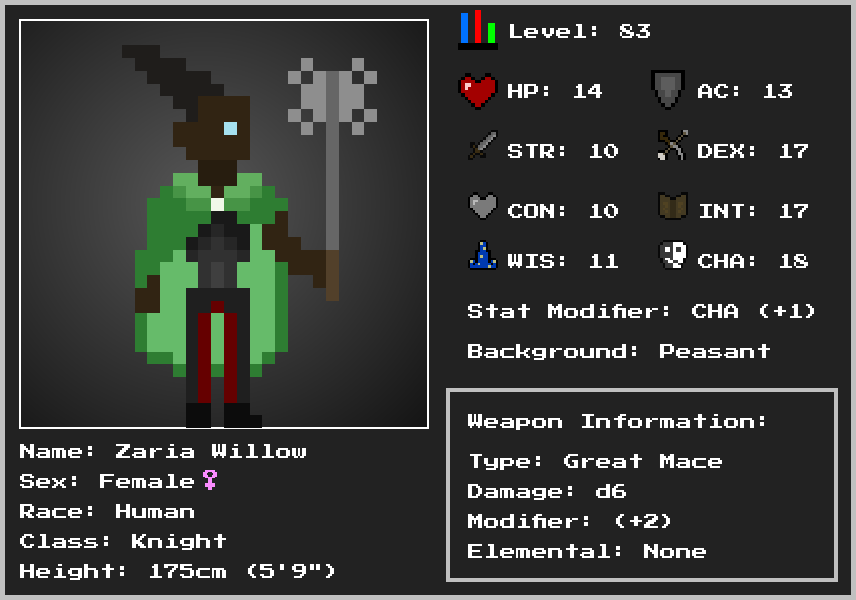 Level: 83
HP: 14
AC: 13
STR: 10
DEX: 17
CON: 10
INT: 17
WIS: 11
CHA: 18
Stat Modifier: CHA (+1)
Background: Peasant
Weapon Information:
Type: Great Mace
Damage: d6
Modifier: (+2)
Elemental: None
Name: Zaria Willow
Sex: Female
Race: Human
Class: Knight
Height: 175cm (5'9")